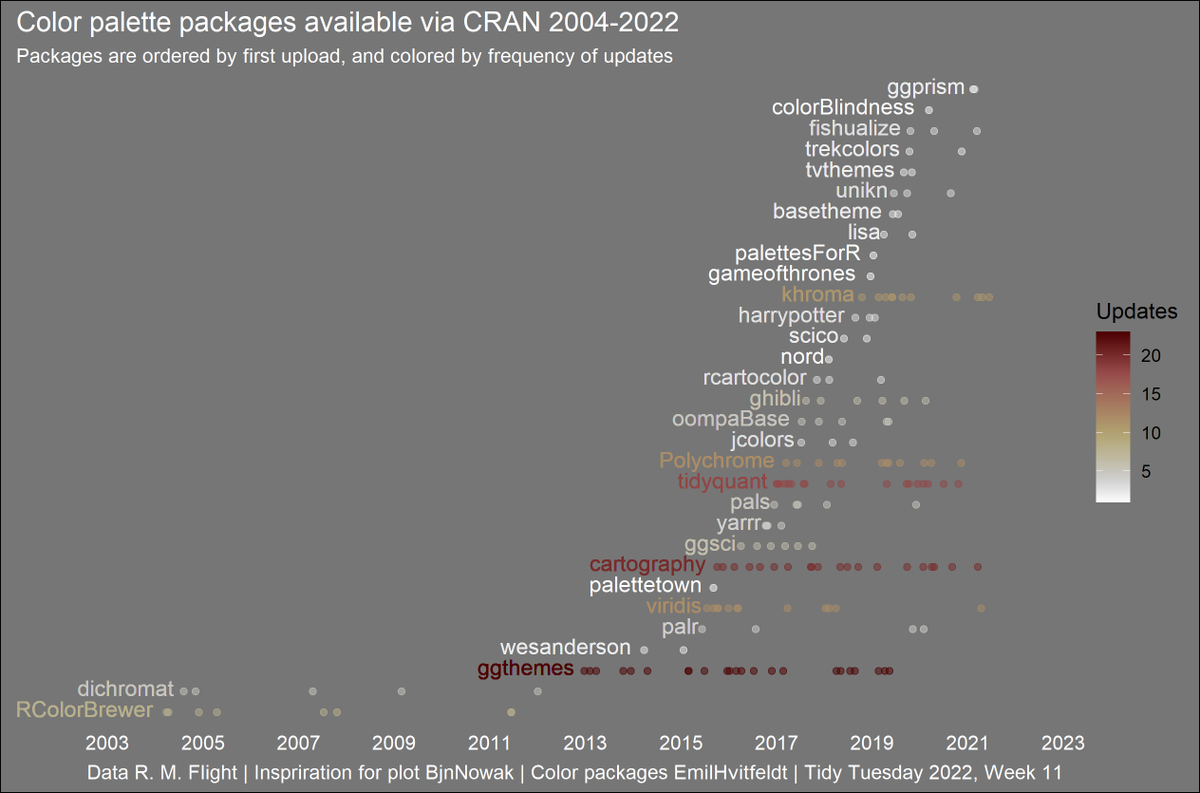 Color palette packages available via CRAN 2004-2022
Packages are ordered by first upload, and colored by frequency of updates
ggprism
colorBlindness
fishualize
trekcolors
tvthemes
unikn
basetheme
lisa
palettesForR
gameofthrones
khroma
harrypotter
scico
nord
rcartocolor
ghibli
oompaBase
jcolors
Polychrome
tidyquant
pals
yarrr
ggsci
cartography
palettetown
viridis
palr
wesanderson
ggthemes
dichromat
RColorBrewer
Updates
20
15
10
5
2003 2005 2007 2009 2011 2013 2015 2017 2019 2021 2023
Data R. M. Flight | Inspriration for plot BjnNowak | Color packages EmilHvitfeldt | Tidy Tuesday 2022, Week 11